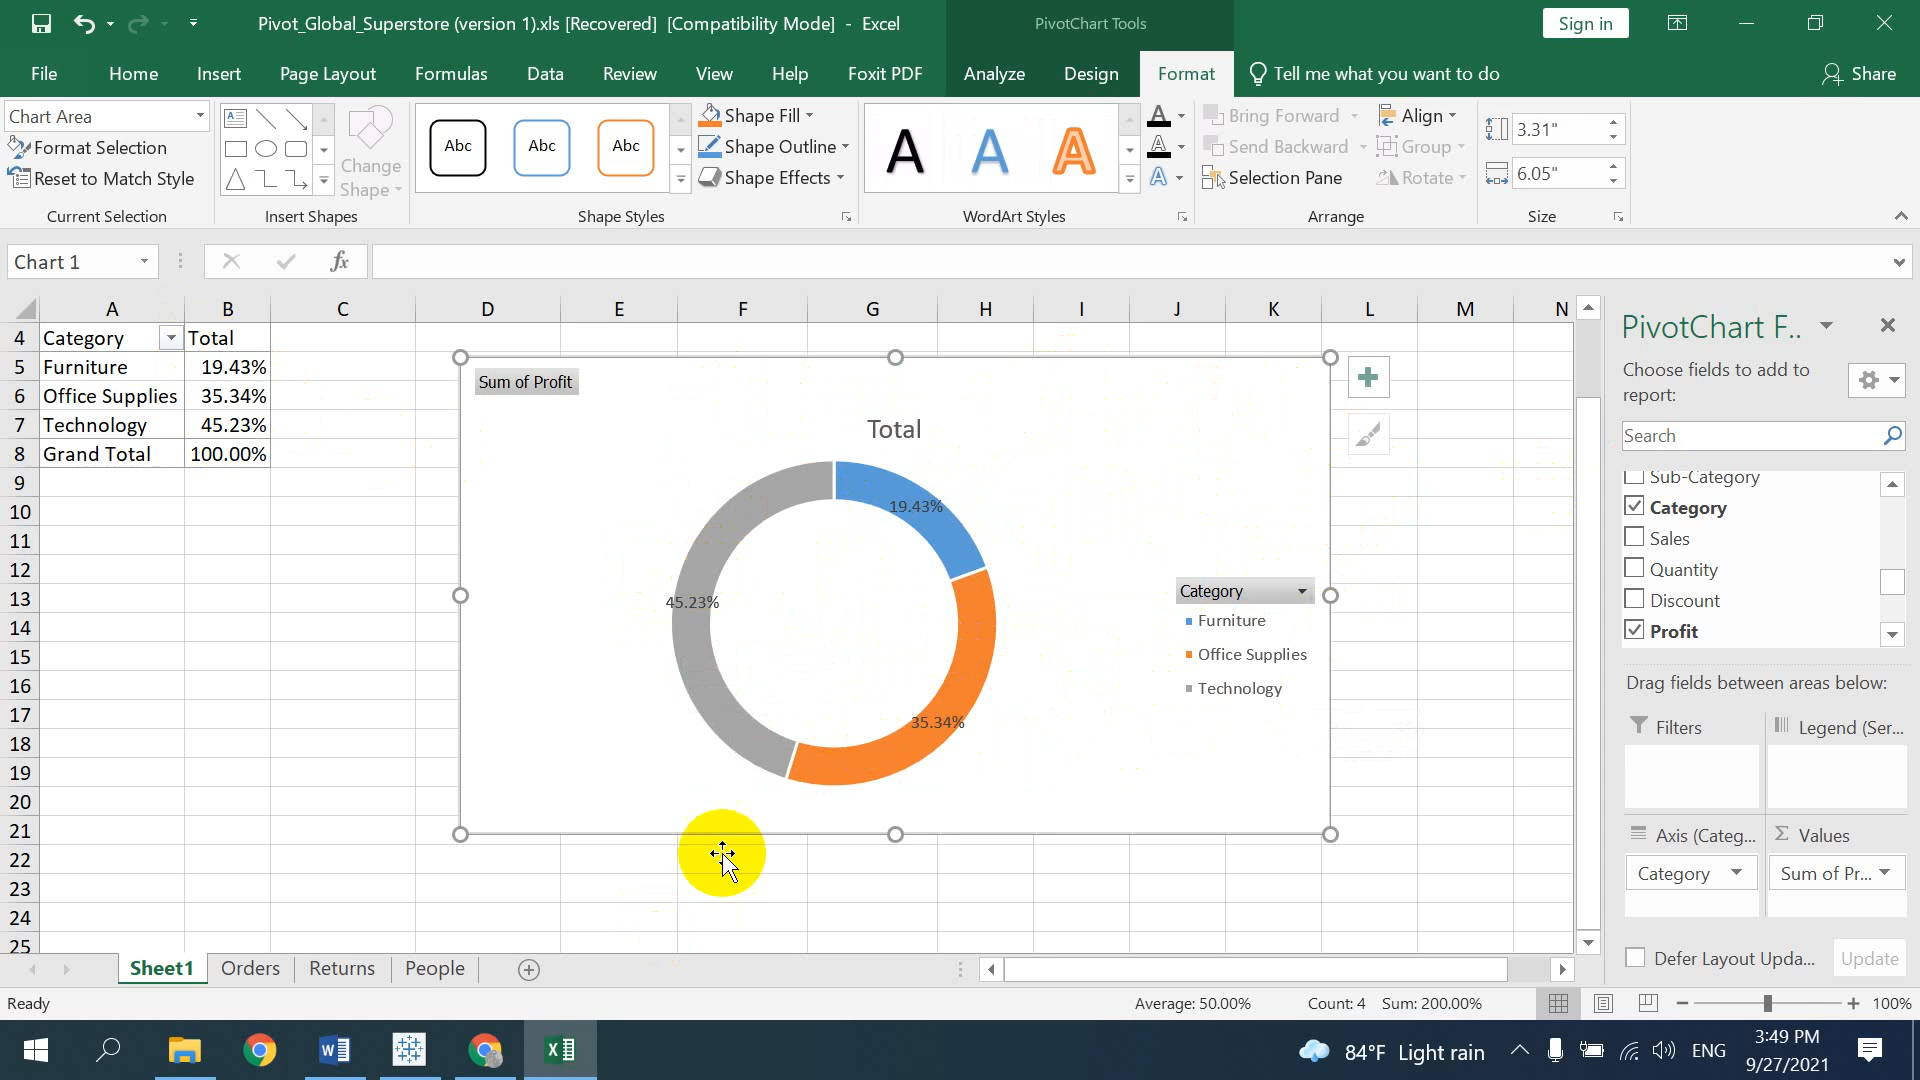 Pivot_Global_Superstore (version 1).xls [Recovered] [Compatibility Mode] - Excel
PivotChart Tools
Sign in
File Home Insert Page Layout Formulas Data Review View Help Foxit PDF Analyze Design Format Tell me what you want to do Share
Chart Area
Format Selection
Reset to Match Style
Current Selection
Change
Shape
Insert Shapes
Abc Abc Abc
Shape Fill
Shape Outline
Shape Effects
Shape Styles
A A A
WordArt Styles
Bring Forward
Send Backward
Selection Pane
Align
Group
Rotate
Arrange
3.31"
6.05"
Size
Chart 1
fx
A B C D E F G H I J K L M N
4 Category Total
5 Furniture 19.43%
6 Office Supplies 35.34%
7 Technology 45.23%
8 Grand Total 100.00%
9
10
11
12
13
14
15
16
17
18
19
20
21
22
23
24
25
Sum of Profit
Total
19.43%
45.23%
35.34%
Category
Furniture
Office Supplies
Technology
PivotChart F..
Choose fields to add to
report:
Search
Sub-Category
Category
Sales
Quantity
Discount
Profit
Drag fields between areas below:
Filters
Legend (Ser...
Axis (Categ...
Values
Category
Sum of Pr...
Defer Layout Upda...
Update
Sheet1 Orders Returns People
Ready
Average: 50.00% Count: 4 Sum: 200.00%
100%
84°F Light rain
ENG
3:49 PM
9/27/2021